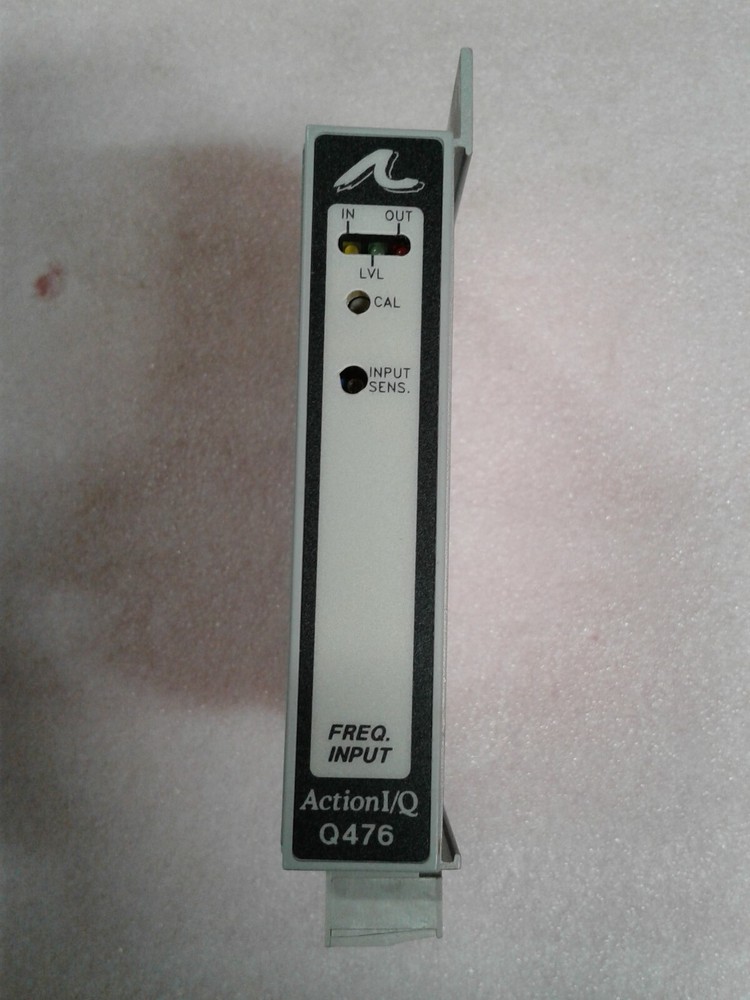 IN OUT
LVL
CAL
INPUT
SENS.
FREQ.
INPUT
ActionI/Q
Q476